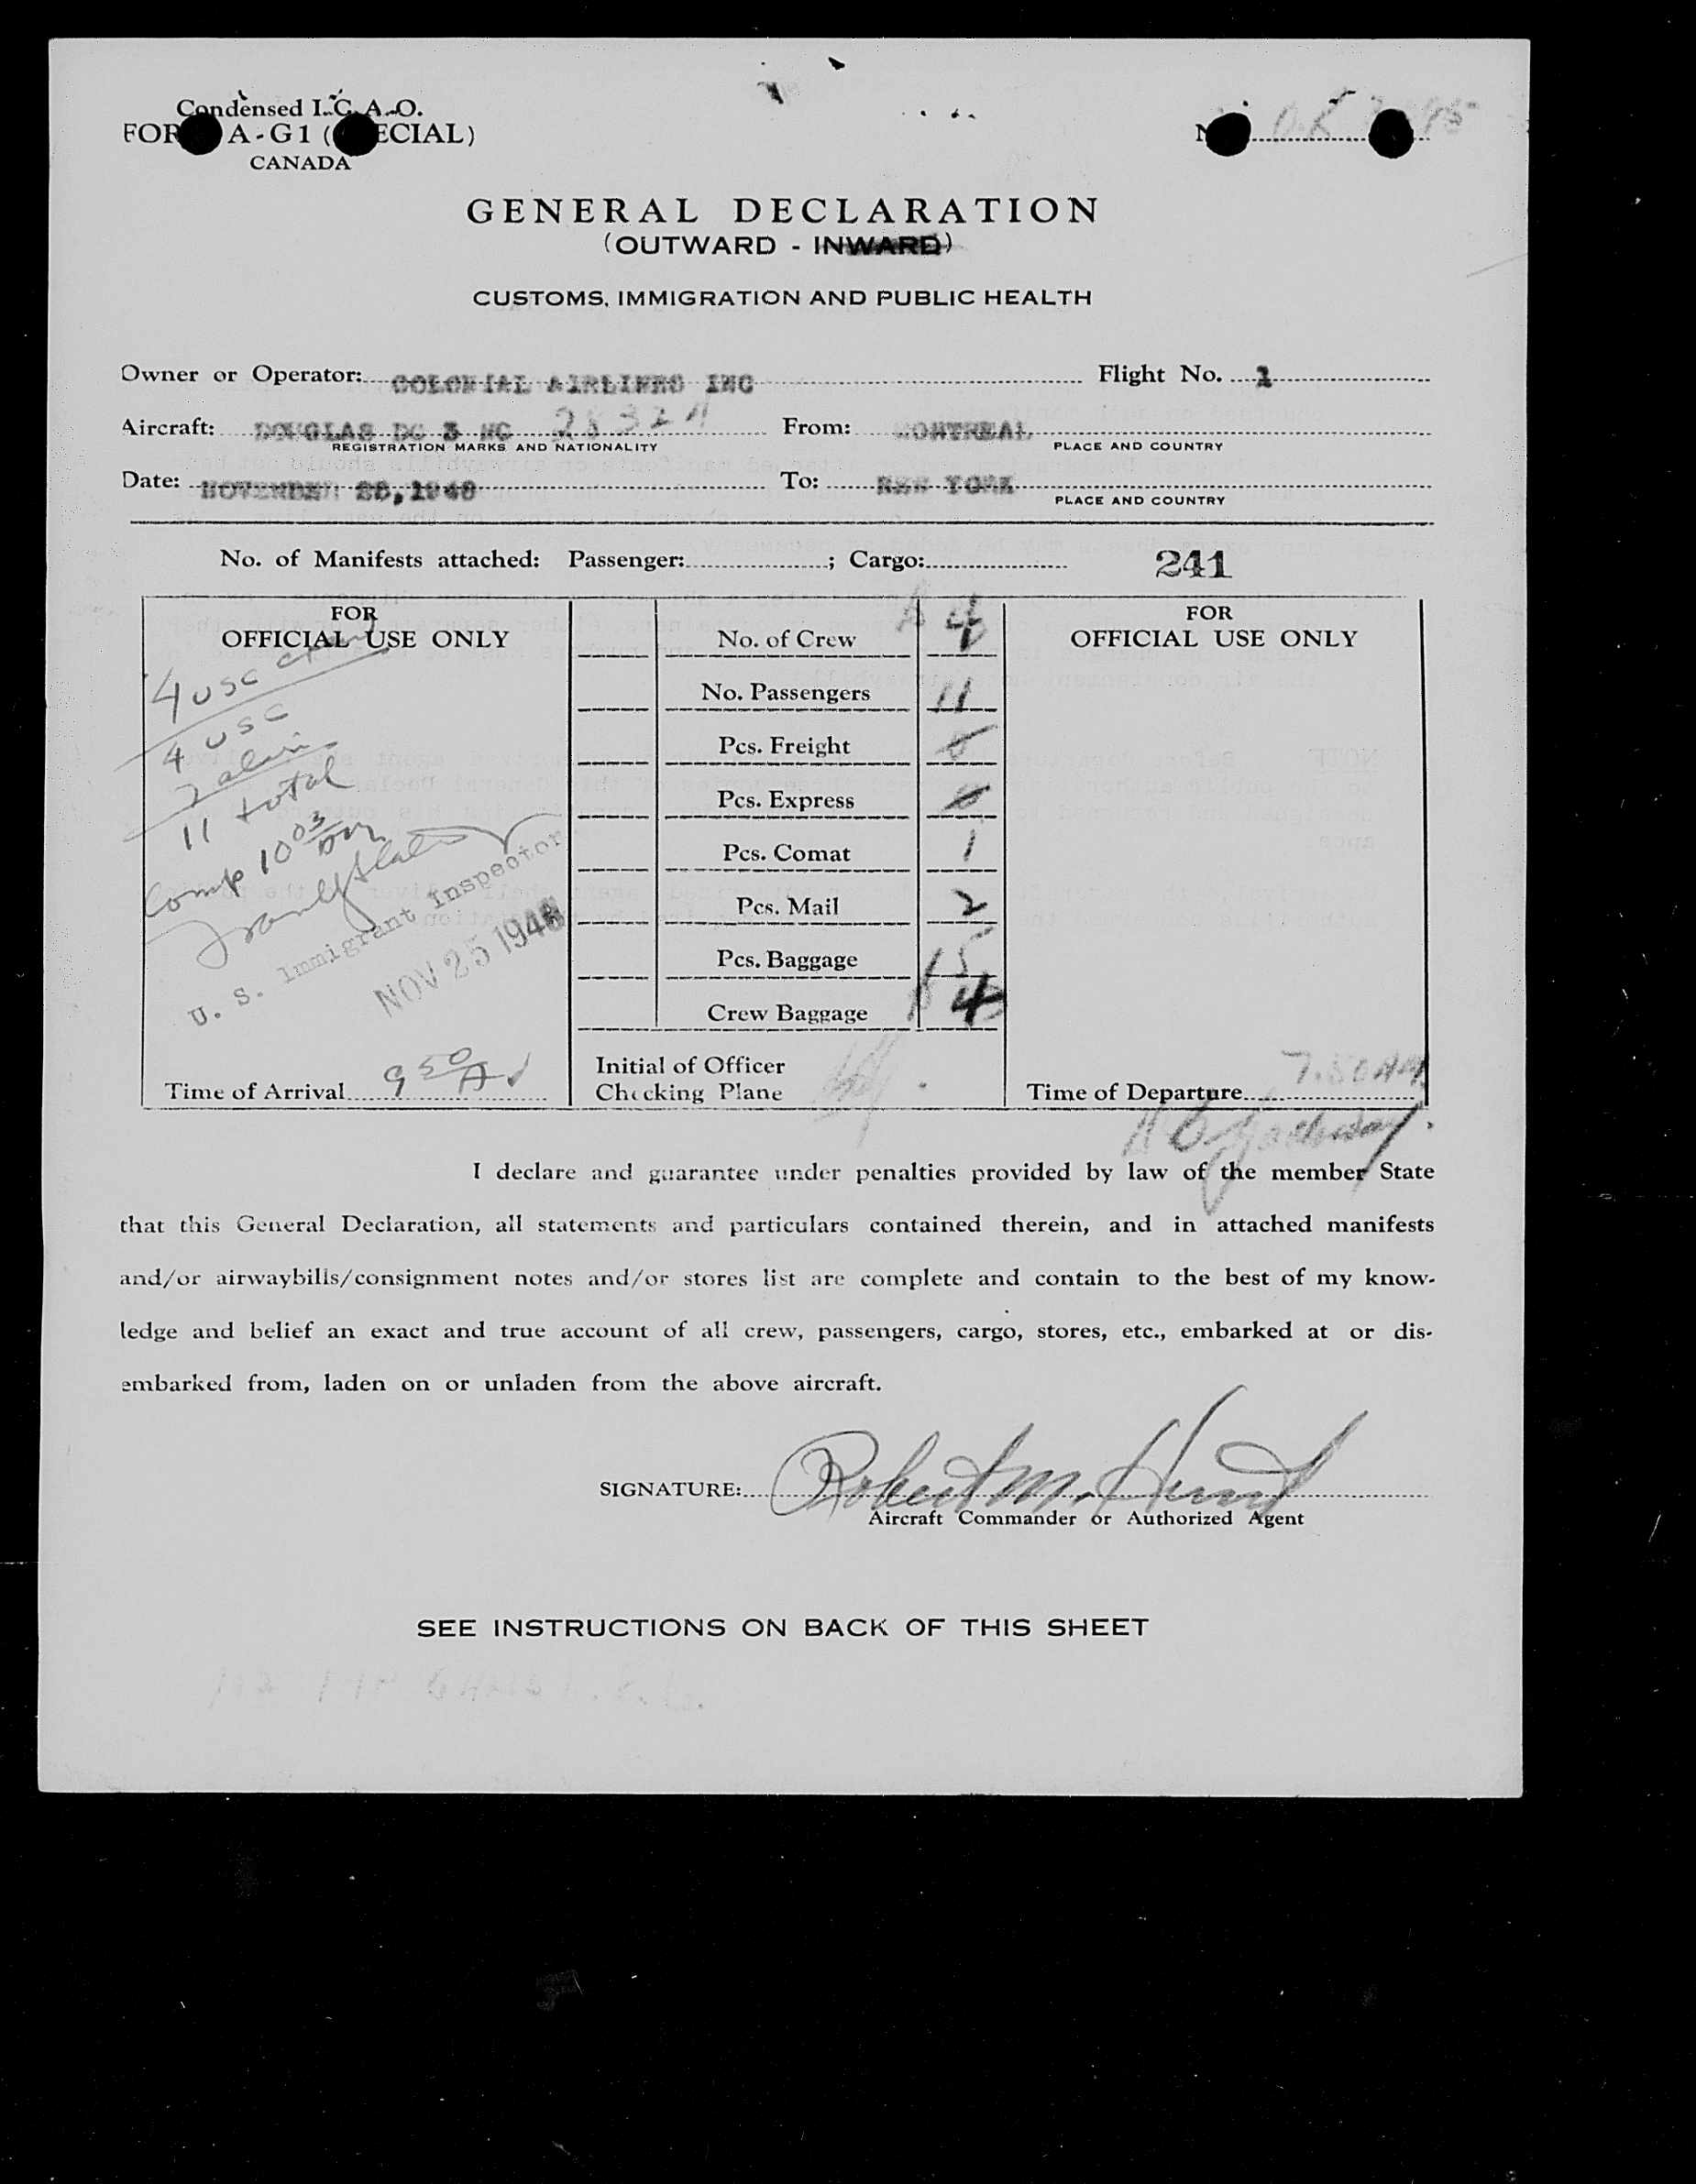 Condensed I.C.A.O.
FORM A-G1 (SPECIAL)
CANADA
GENERAL DECLARATION
(OUTWARD - INWARD)
CUSTOMS, IMMIGRATION AND PUBLIC HEALTH
Owner or Operator: COLONIAL AIRLINES INC Flight No. 1
Aircraft: DOUGLAS DC 3 NC 28324 From: MONTREAL
REGISTRATION MARKS AND NATIONALITY PLACE AND COUNTRY
Date: NOVEMBER 25, 1948 To: NEW YORK
PLACE AND COUNTRY
No. of Manifests attached: Passenger: ; Cargo: 241
FOR
OFFICIAL USE ONLY
4 USC crew
4 USC
7 alien
11 total
Comp 10 03 am
U. S. Immigrant Inspector
NOV 25 1948
Time of Arrival 9 50 A
No. of Crew 4
No. Passengers 11
Pcs. Freight 0
Pcs. Express 0
Pcs. Comat 1
Pcs. Mail 2
Pcs. Baggage 15
Crew Baggage 4
Initial of Officer
Checking Plane
FOR
OFFICIAL USE ONLY
Time of Departure 7.50 AM
I declare and guarantee under penalties provided by law of the member State
that this General Declaration, all statements and particulars contained therein, and in attached manifests
and/or airwaybills/consignment notes and/or stores list are complete and contain to the best of my know-
ledge and belief an exact and true account of all crew, passengers, cargo, stores, etc., embarked at or dis-
embarked from, laden on or unladen from the above aircraft.
SIGNATURE: Robert M. Hurst
Aircraft Commander or Authorized Agent
SEE INSTRUCTIONS ON BACK OF THIS SHEET